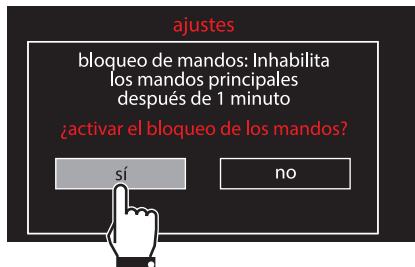 ajustes
bloqueo de mandos: Inhabilita
los mandos principales
después de 1 minuto
¿activar el bloqueo de los mandos?
sí
no